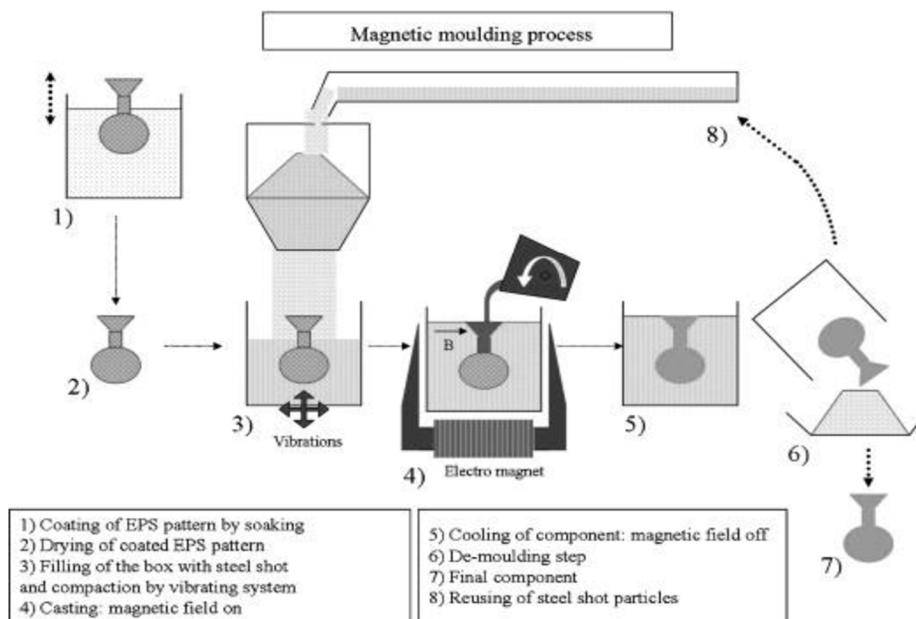 Magnetic moulding process
1)
8)
2)
B
3)
Vibrations
4)
Electro magnet
5)
6)
7)
1) Coating of EPS pattern by soaking
2) Drying of coated EPS pattern
3) Filling of the box with steel shot
and compaction by vibrating system
4) Casting: magnetic field on
5) Cooling of component: magnetic field off
6) De-moulding step
7) Final component
8) Reusing of steel shot particles